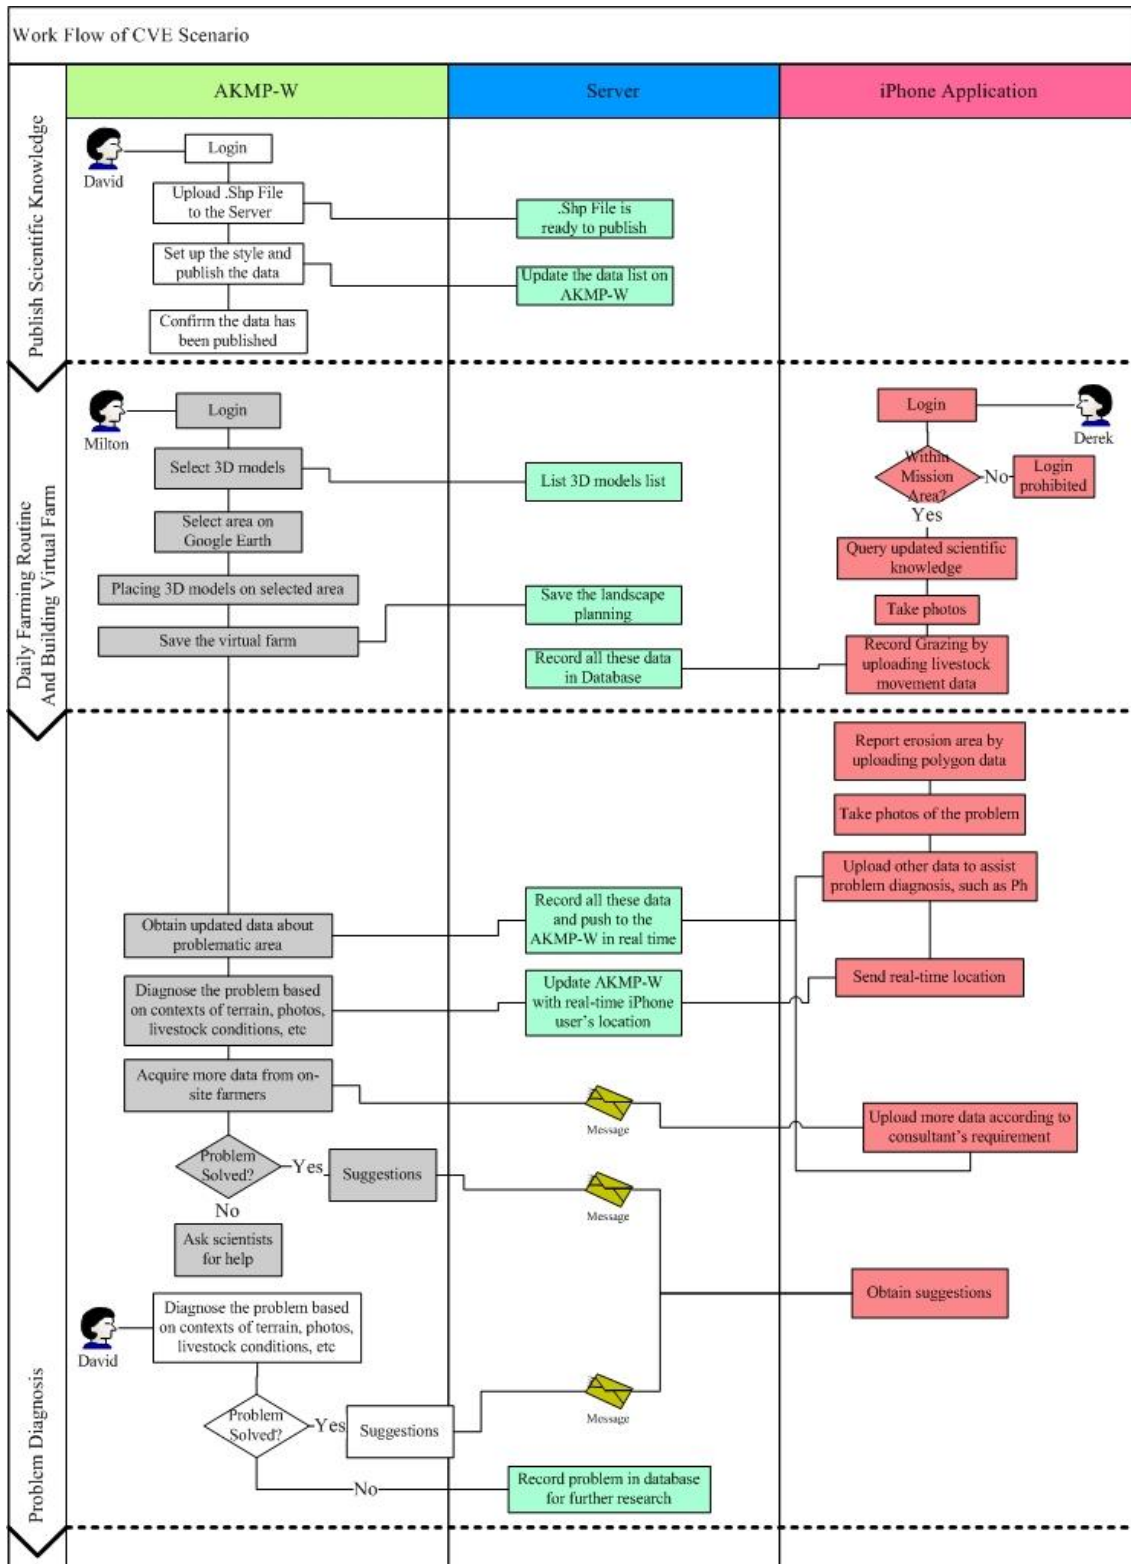 Work Flow of CVE Scenario
AKMP-W
Server
iPhone Application
Publish Scientific Knowledge
David
Login
Upload .Shp File
to the Server
.Shp File is
ready to publish
Set up the style and
publish the data
Update the data list on
AKMP-W
Confirm the data has
been published
Daily Farming Routine
And Building Virtual Farm
Milton
Login
Login
Derek
Select 3D models
List 3D models list
Within
Mission
Area?
No
Login
prohibited
Yes
Select area on
Google Earth
Query updated scientific
knowledge
Placing 3D models on selected area
Save the landscape
planning
Take photos
Save the virtual farm
Record all these data
in Database
Record Grazing by
uploading livestock
movement data
Problem Diagnosis
Report erosion area by
uploading polygon data
Take photos of the problem
Upload other data to assist
problem diagnosis, such as Ph
Obtain updated data about
problematic area
Record all these data
and push to the
AKMP-W in real time
Diagnose the problem based
on contexts of terrain, photos,
livestock conditions, etc
Update AKMP-W
with real-time iPhone
user's location
Send real-time location
Acquire more data from on-
site farmers
Message
Upload more data according to
consultant's requirement
Problem
Solved?
Yes
Suggestions
Message
No
Ask scientists
for help
Obtain suggestions
David
Diagnose the problem based
on contexts of terrain, photos,
livestock conditions, etc
Problem
Solved?
Yes
Suggestions
Message
No
Record problem in database
for further research